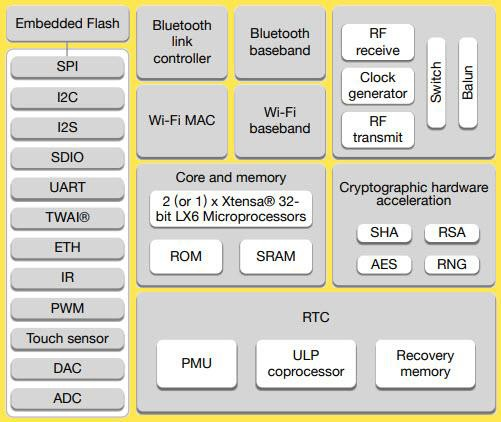 Embedded Flash
SPI
I2C
I2S
SDIO
UART
TWAI®
ETH
IR
PWM
Touch sensor
DAC
ADC
Bluetooth
link
controller
Bluetooth
baseband
Wi-Fi MAC
Wi-Fi
baseband
RF
receive
Clock
generator
RF
transmit
Switch
Balun
Core and memory
2 (or 1) x Xtensa® 32-
bit LX6 Microprocessors
ROM
SRAM
Cryptographic hardware
acceleration
SHA
RSA
AES
RNG
RTC
PMU
ULP
coprocessor
Recovery
memory